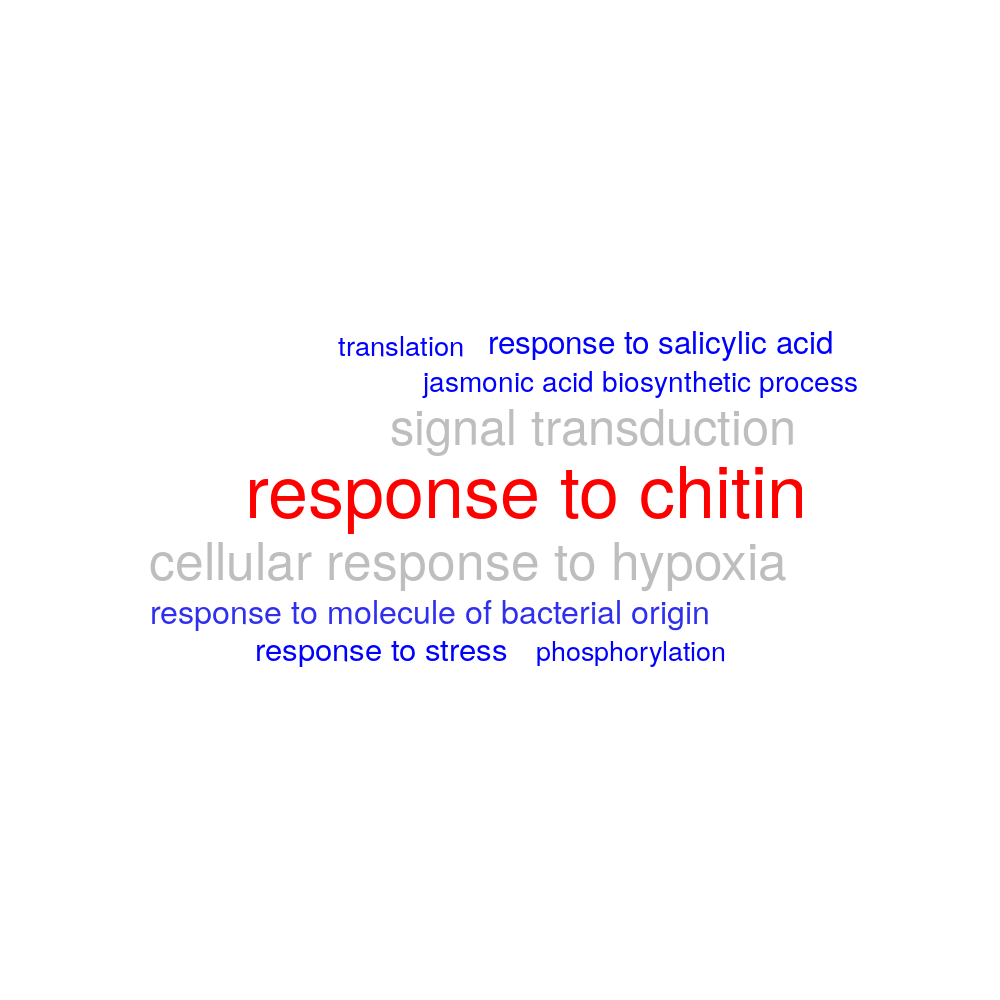 translation response to salicylic acid
jasmonic acid biosynthetic process
signal transduction
response to chitin
cellular response to hypoxia
response to molecule of bacterial origin
response to stress phosphorylation